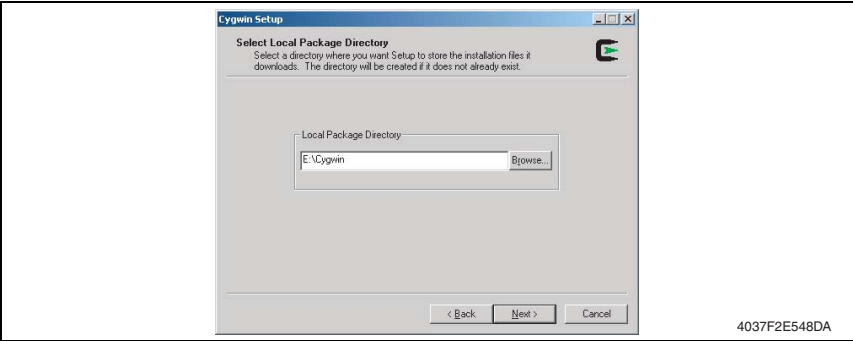 Cygwin Setup
Select Local Package Directory
Select a directory where you want Setup to store the installation files it
downloads. The directory will be created if it does not already exist.
Local Package Directory
E:\Cygwin
Browse...
< Back
Next >
Cancel
4037F2E548DA